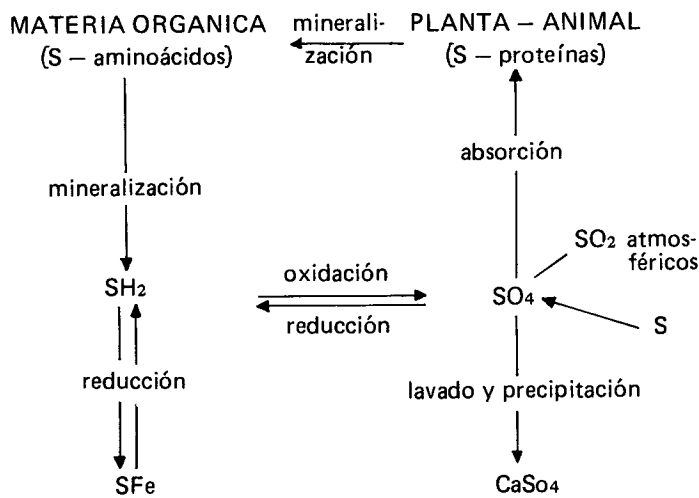 MATERIA ORGANICA
(S – aminoácidos)
minerali-
zación
PLANTA – ANIMAL
(S – proteínas)
mineralización
absorción
SO2 atmos-
féricos
SH2
oxidación
reducción
SO4
S
reducción
lavado y precipitación
SFe
CaSo4